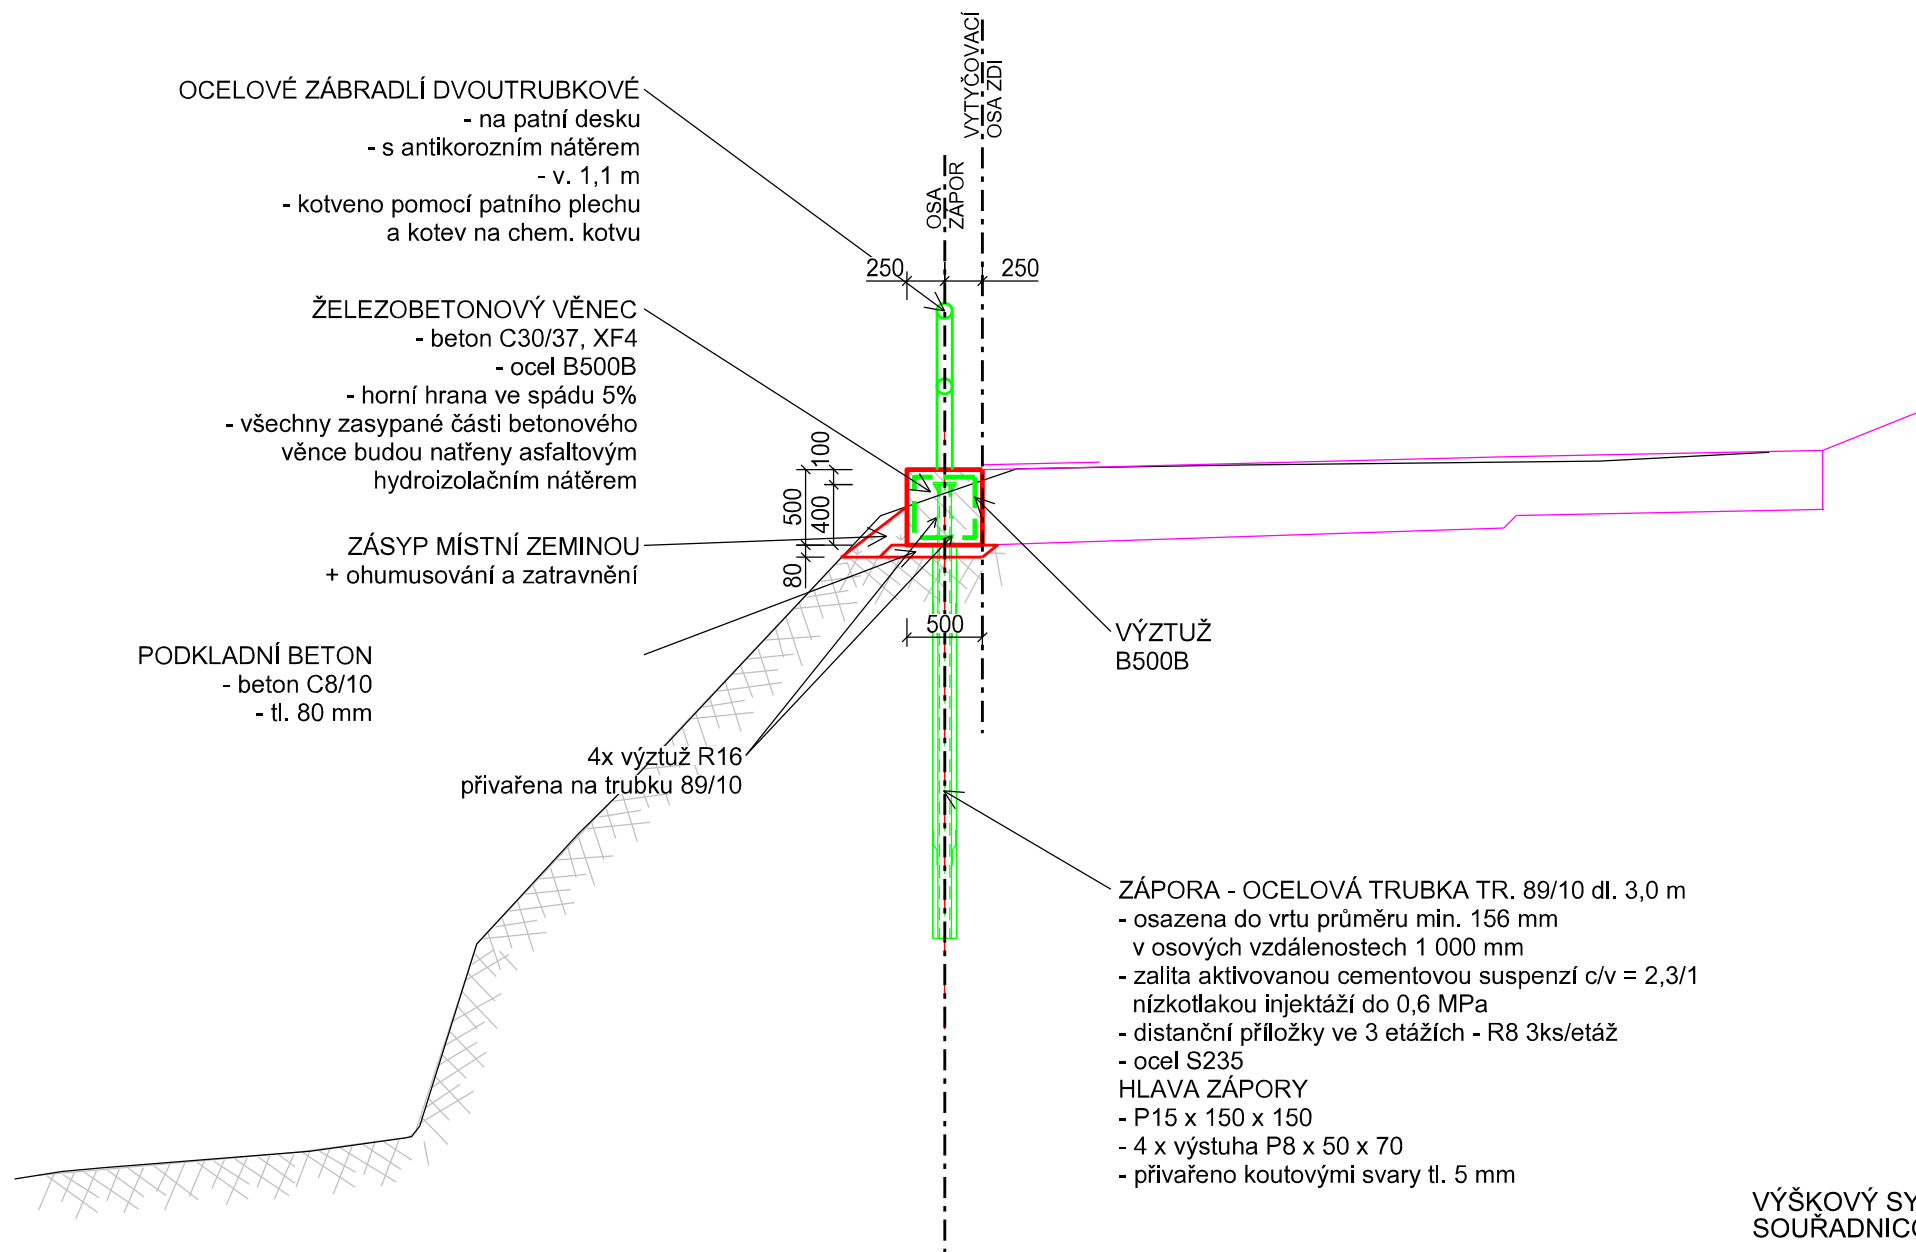 VYTYČOVACÍ
OSA ZDI
OSA
ZÁPOR
OCELOVÉ ZÁBRADLÍ DVOUTRUBKOVÉ
- na patní desku
- s antikorozním nátěrem
- v. 1,1 m
- kotveno pomocí patního plechu
a kotev na chem. kotvu
250
250
ŽELEZOBETONOVÝ VĚNEC
- beton C30/37, XF4
- ocel B500B
- horní hrana ve spádu 5%
- všechny zasypané části betonového
věnce budou natřeny asfaltovým
hydroizolačním nátěrem
100
500
400
80
ZÁSYP MÍSTNÍ ZEMINOU
+ ohumusování a zatravnění
500
VÝZTUŽ
B500B
PODKLADNÍ BETON
- beton C8/10
- tl. 80 mm
4x výztuž R16
přivařena na trubku 89/10
ZÁPORA - OCELOVÁ TRUBKA TR. 89/10 dl. 3,0 m
- osazena do vrtu průměru min. 156 mm
v osových vzdálenostech 1 000 mm
- zalita aktivovanou cementovou suspenzí c/v = 2,3/1
nízkotlakou injektáží do 0,6 MPa
- distanční příložky ve 3 etážích - R8 3ks/etáž
- ocel S235
HLAVA ZÁPORY
- P15 x 150 x 150
- 4 x výstuha P8 x 50 x 70
- přivařeno koutovými svary tl. 5 mm
VÝŠKOVÝ SY
SOUŘADNICO